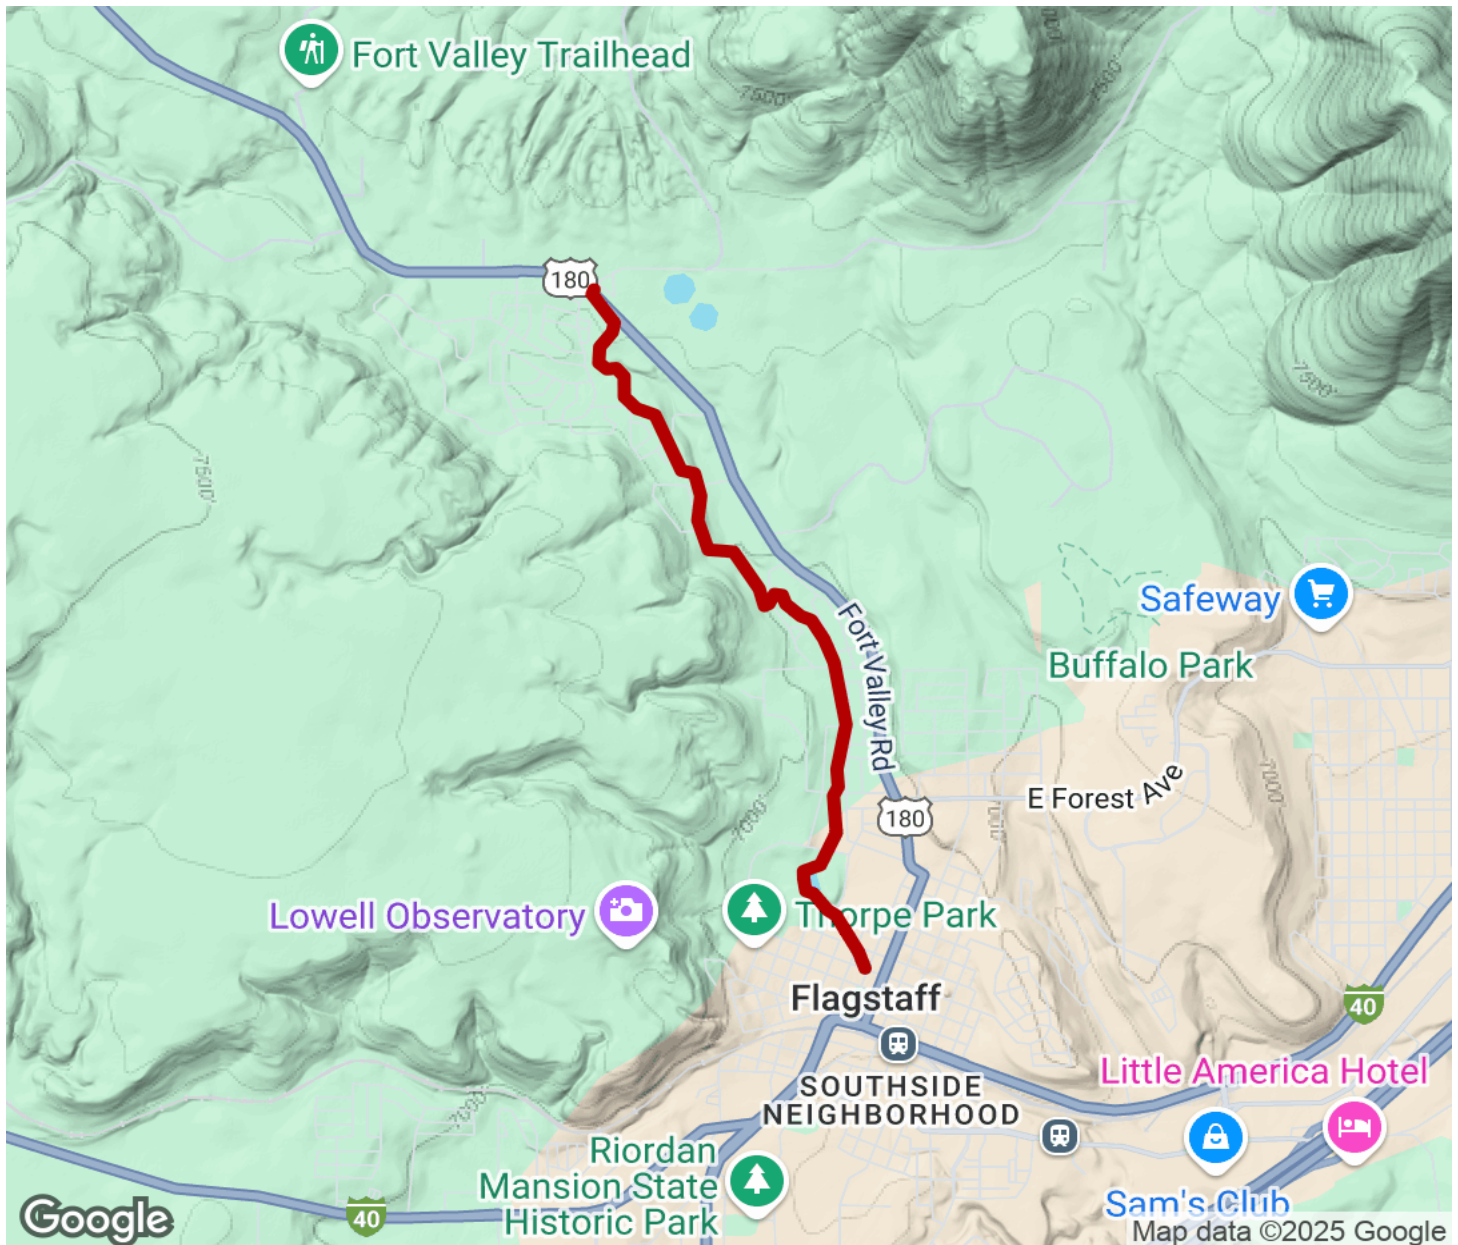 Fort Valley Trailhead
7500'
7500'
180
7500'
7500'
Safeway
Fort Valley Rd
Buffalo Park
E Forest Ave
7000'
7000'
7000'
180
Lowell Observatory
Thorpe Park
Flagstaff
40
Little America Hotel
SOUTHSIDE
NEIGHBORHOOD
7000'
Riordan
Mansion State
Historic Park
Sam's Club
40
Google
Map data ©2025 Google